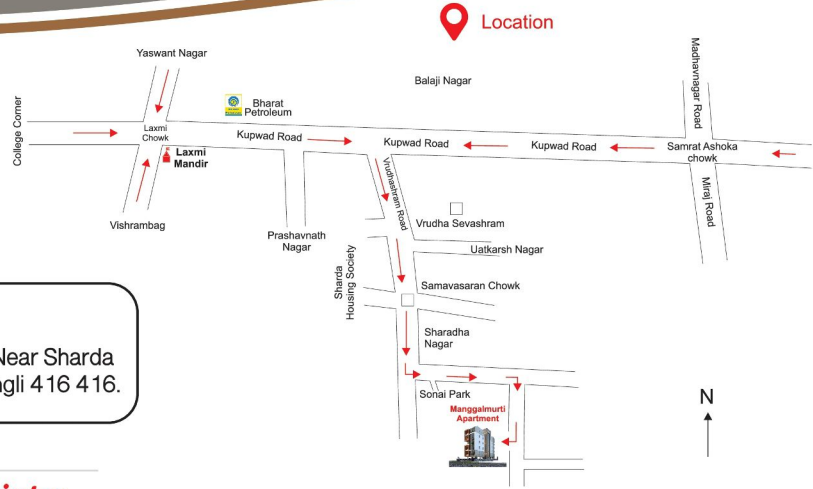 Location
Yaswant Nagar
Balaji Nagar
Madhavnagar Road
College Corner
Bharat
Petroleum
Laxmi
Chowk
Kupwad Road
Kupwad Road
Kupwad Road
Samrat Ashoka
chowk
Laxmi
Mandir
Vrudhashram Road
Miraj Road
Vishrambag
Prashavnath
Nagar
Vrudha Sevashram
Uatkarsh Nagar
Sharda
Housing Society
Samavasaran Chowk
Sharadha
Nagar
Near Sharda
gli 416 416.
Sonai Park
Manggalmurti
Apartment
N